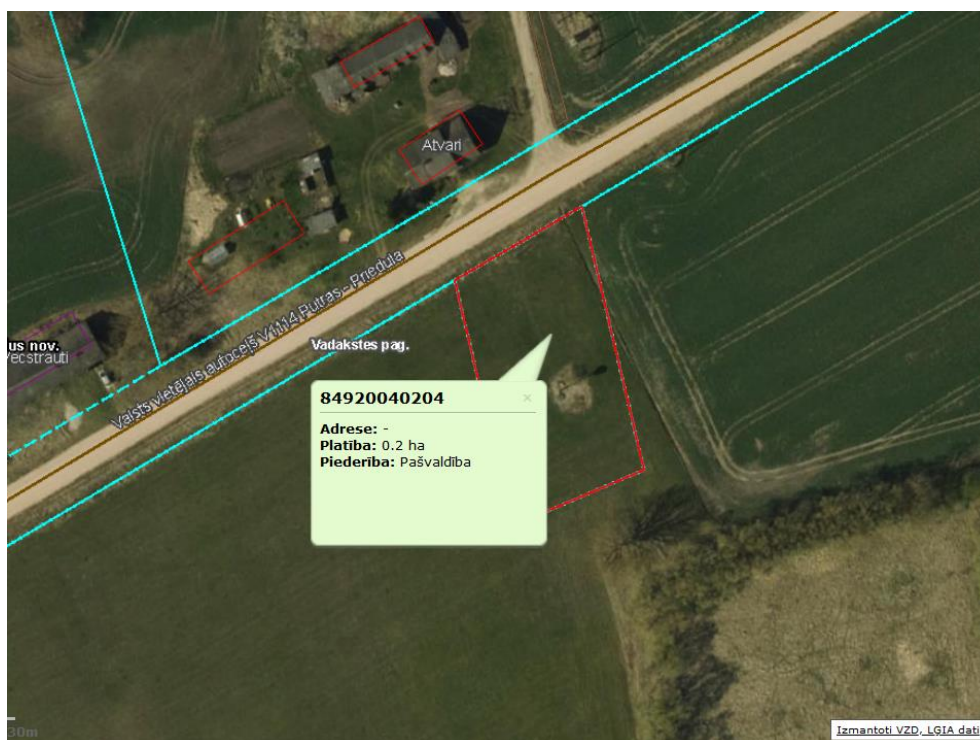 Atvari
Valsts vietējais autoceļš V1114 Putras - Priedula
us nov.
Vecstrauti
Vadakstes pag.
84920040204 ×
Adrese: -
Platība: 0.2 ha
Piederība: Pašvaldība
30m
Izmantoti VZD, LGIA dati